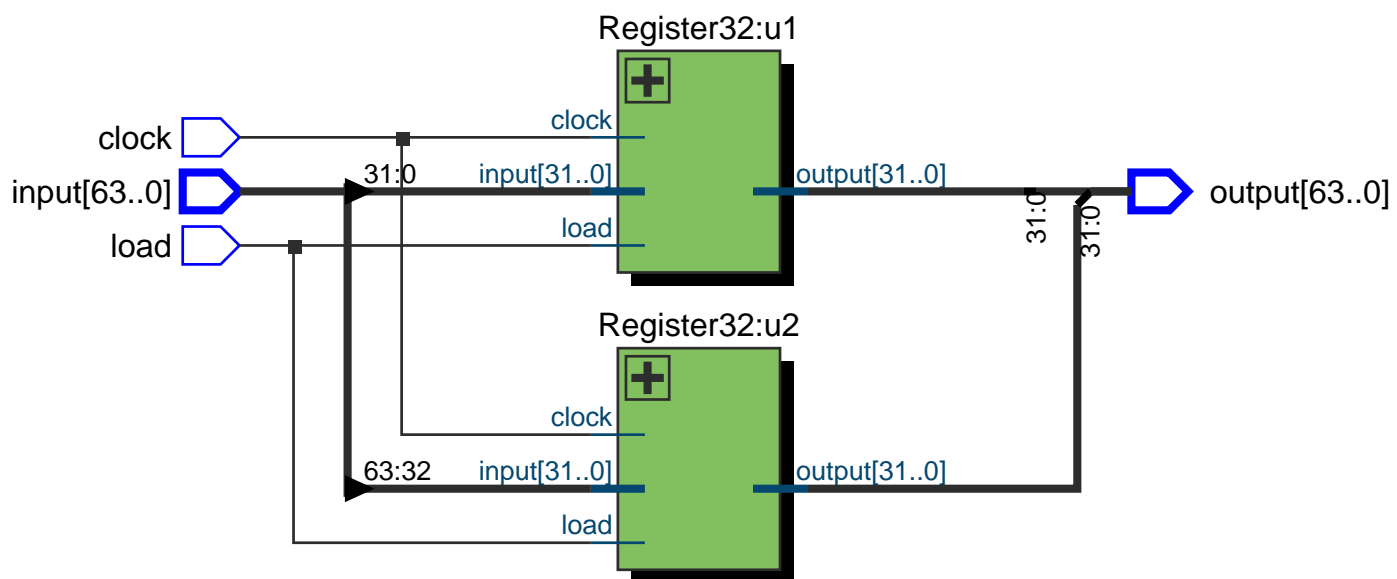 Register32:u1
clock
clock
31:0
input[31..0]
output[31..0]
input[63..0]
output[63..0]
31:0
31:0
load
load
Register32:u2
clock
63:32
input[31..0]
output[31..0]
load